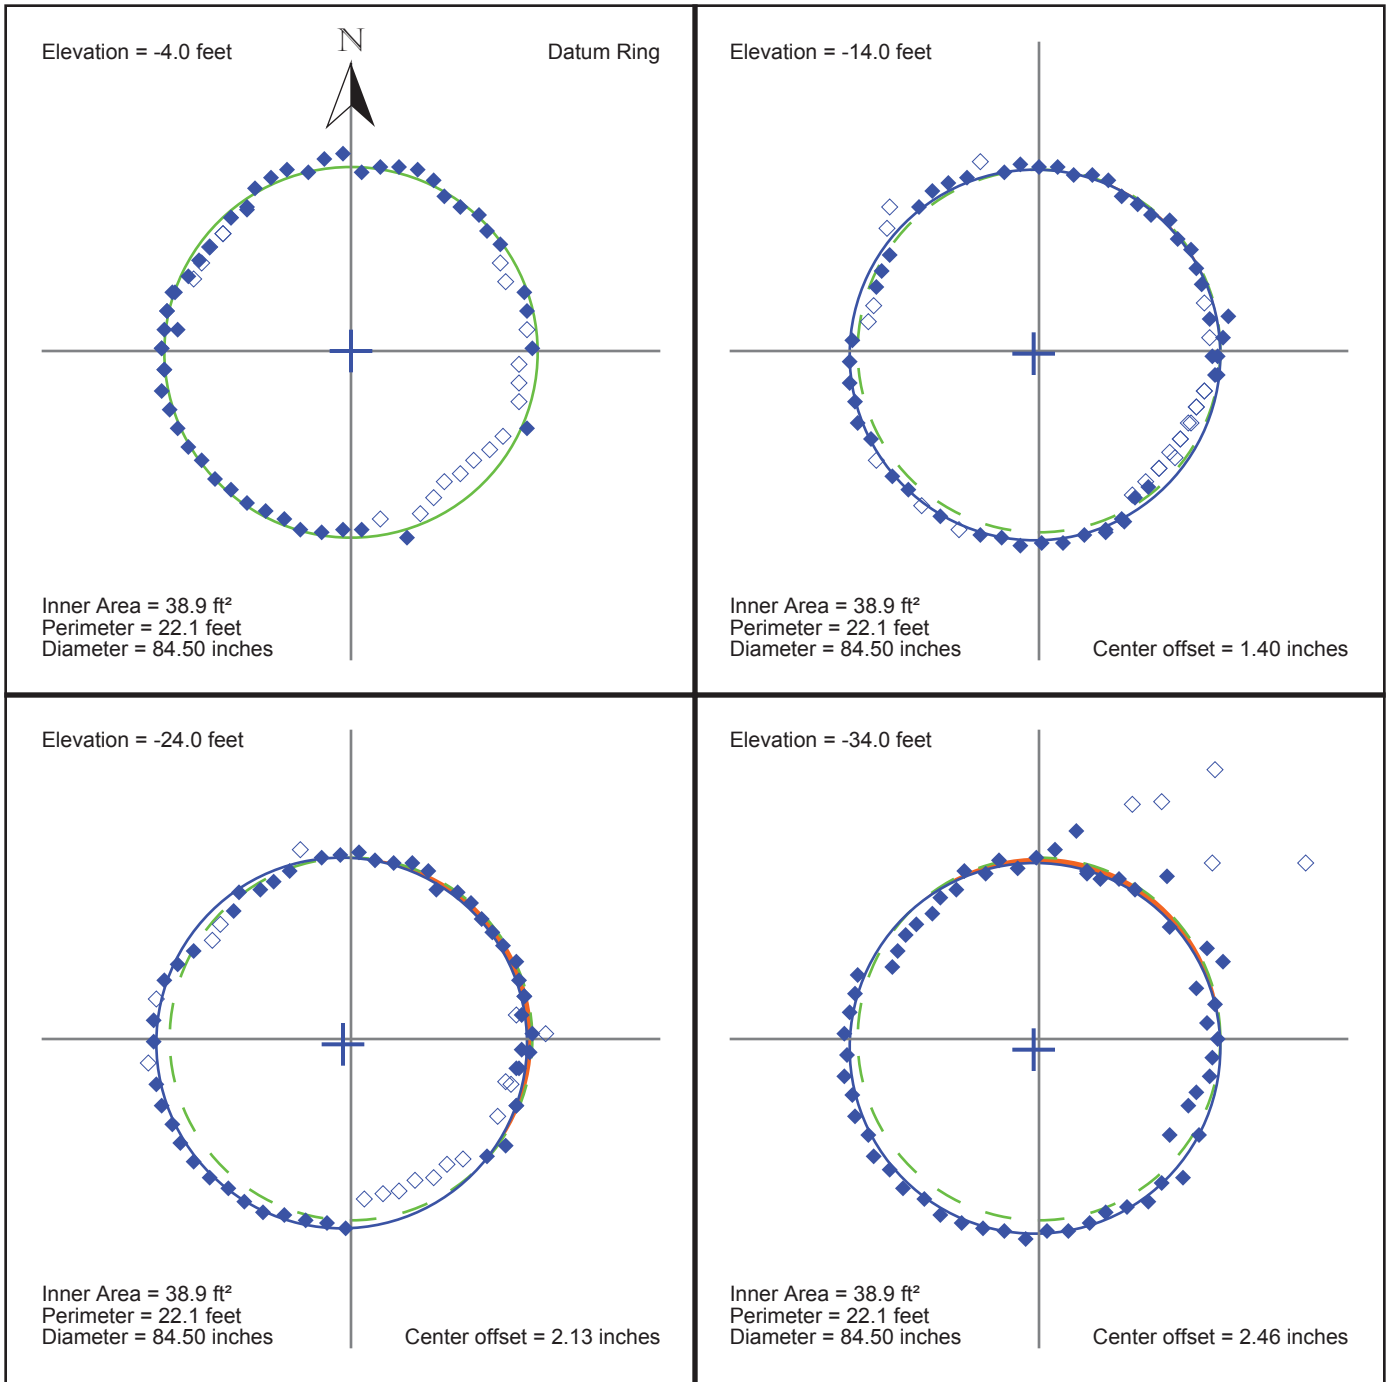 Elevation = -4.0 feet
N
Datum Ring
Inner Area = 38.9 ft²
Perimeter = 22.1 feet
Diameter = 84.50 inches
Elevation = -14.0 feet
Inner Area = 38.9 ft²
Perimeter = 22.1 feet
Diameter = 84.50 inches
Center offset = 1.40 inches
Elevation = -24.0 feet
Inner Area = 38.9 ft²
Perimeter = 22.1 feet
Diameter = 84.50 inches
Center offset = 2.13 inches
Elevation = -34.0 feet
Inner Area = 38.9 ft²
Perimeter = 22.1 feet
Diameter = 84.50 inches
Center offset = 2.46 inches